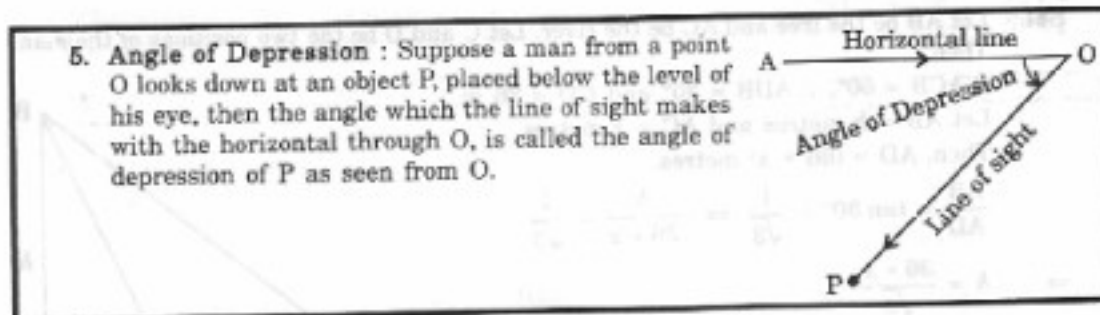 5. Angle of Depression : Suppose a man from a point
O looks down at an object P, placed below the level of
his eye, then the angle which the line of sight makes
with the horizontal through O, is called the angle of
depression of P as seen from O.
Horizontal line
A
O
Angle of Depression
Line of sight
P